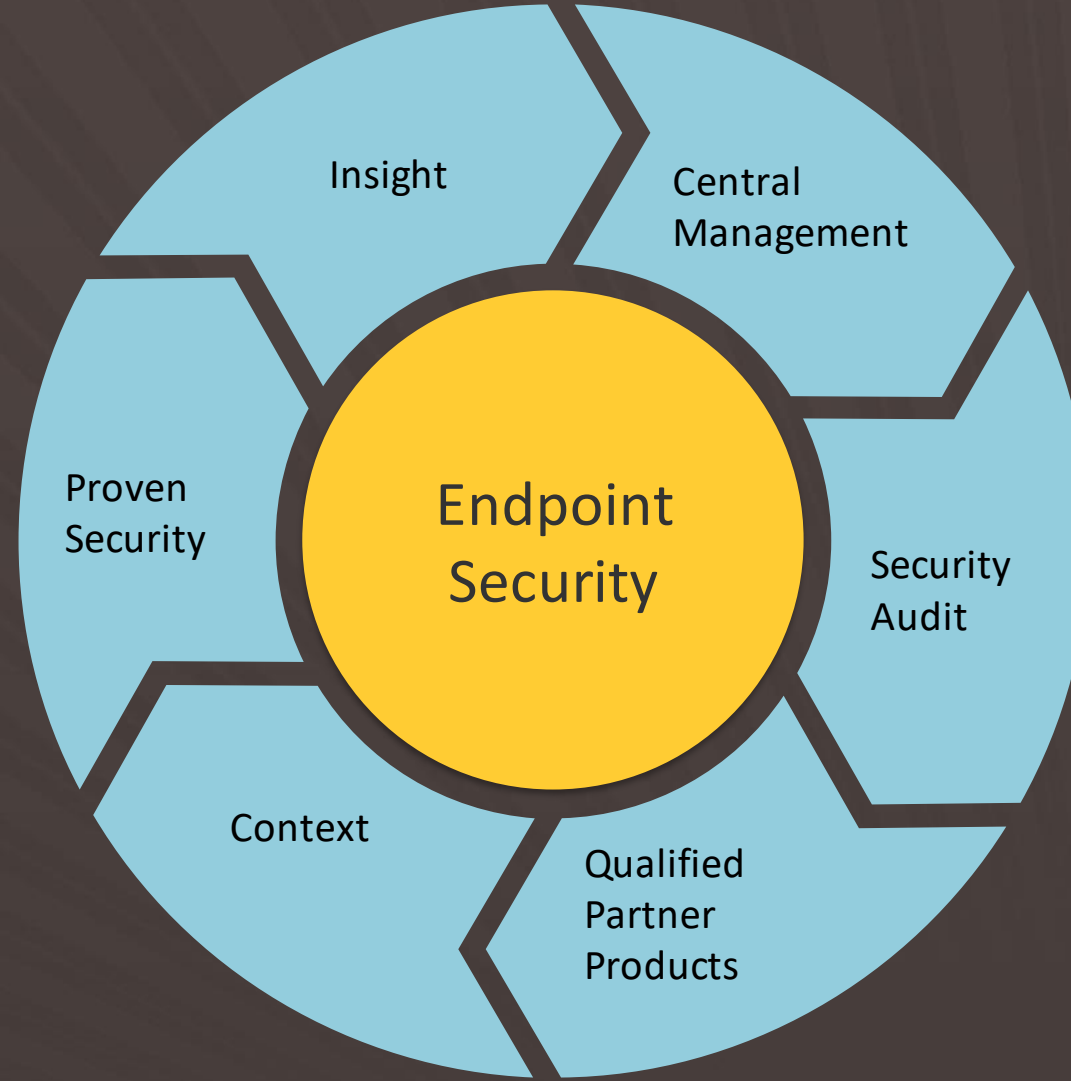 Insight
Central
Management
Proven
Security
Endpoint
Security
Security
Audit
Context
Qualified
Partner
Products